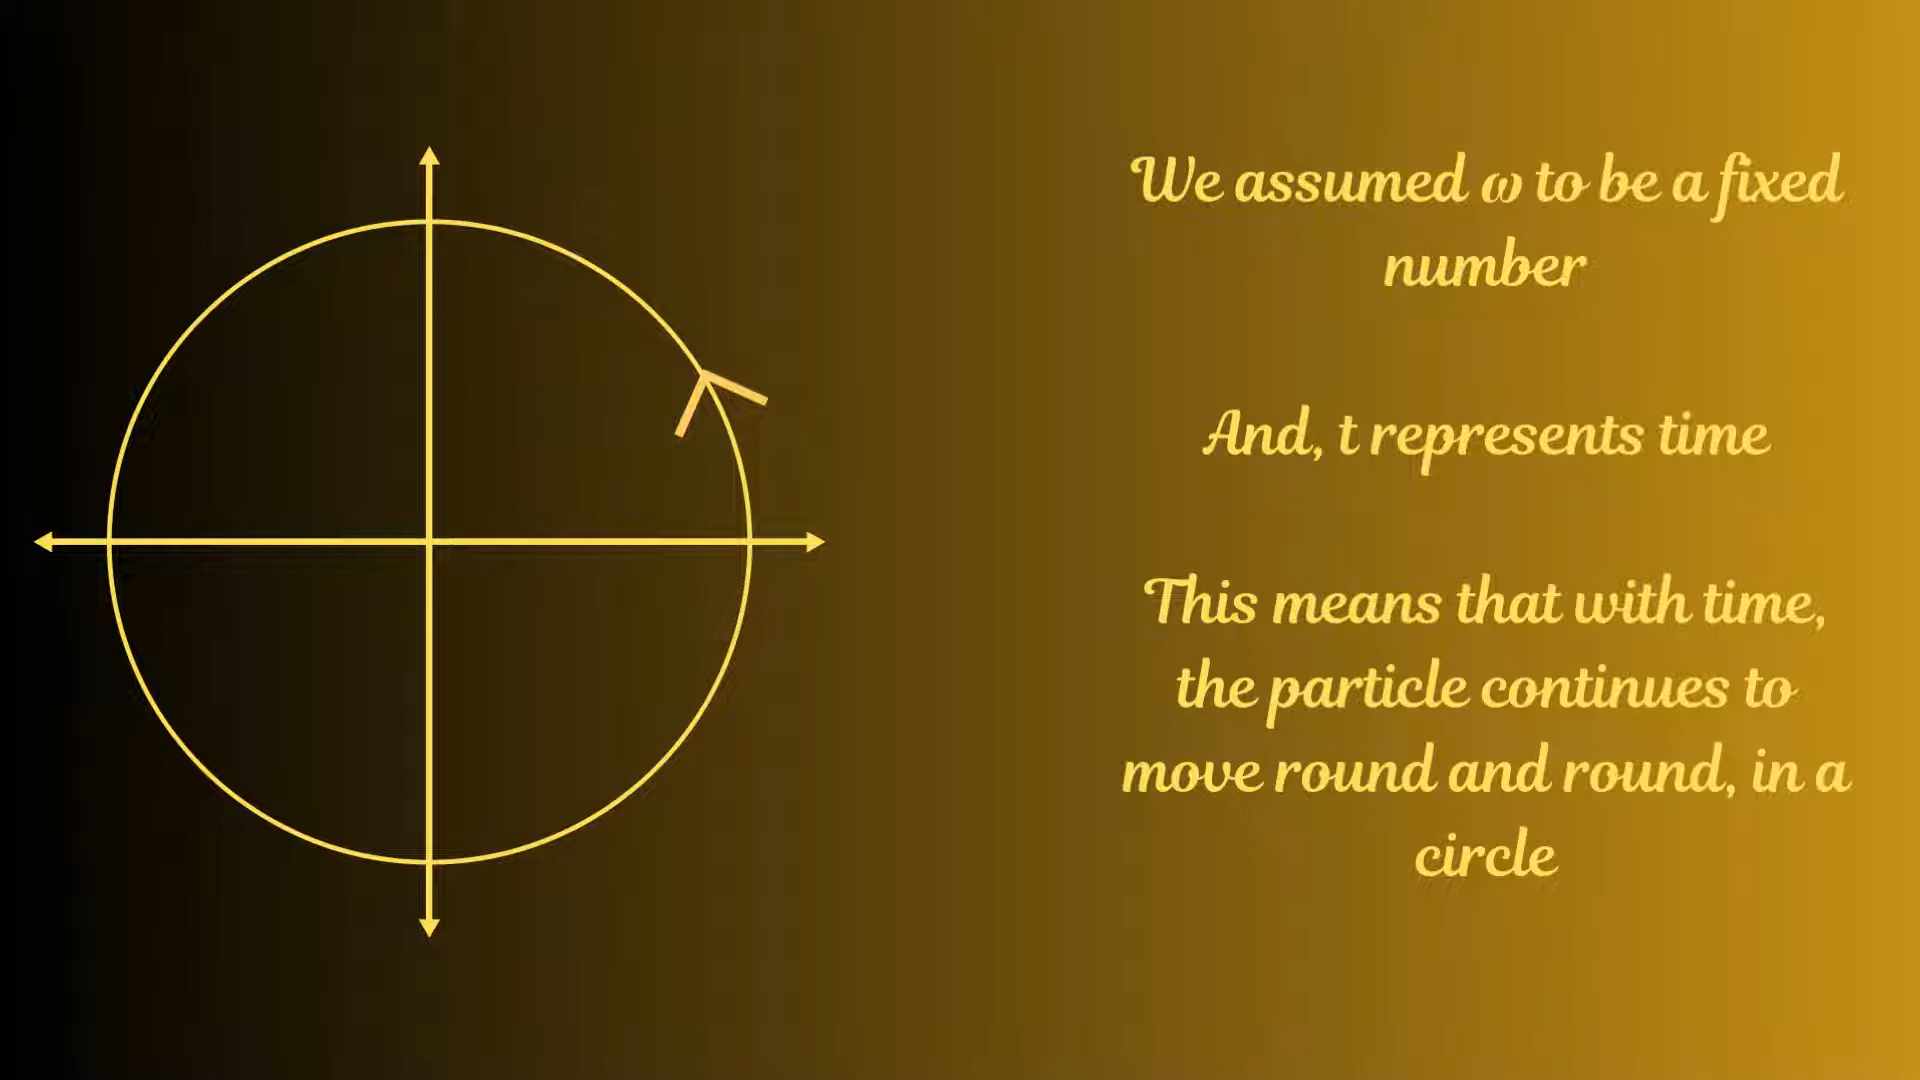 We assumed ω to be a fixed
number
And, t represents time
This means that with time,
the particle continues to
move round and round, in a
circle